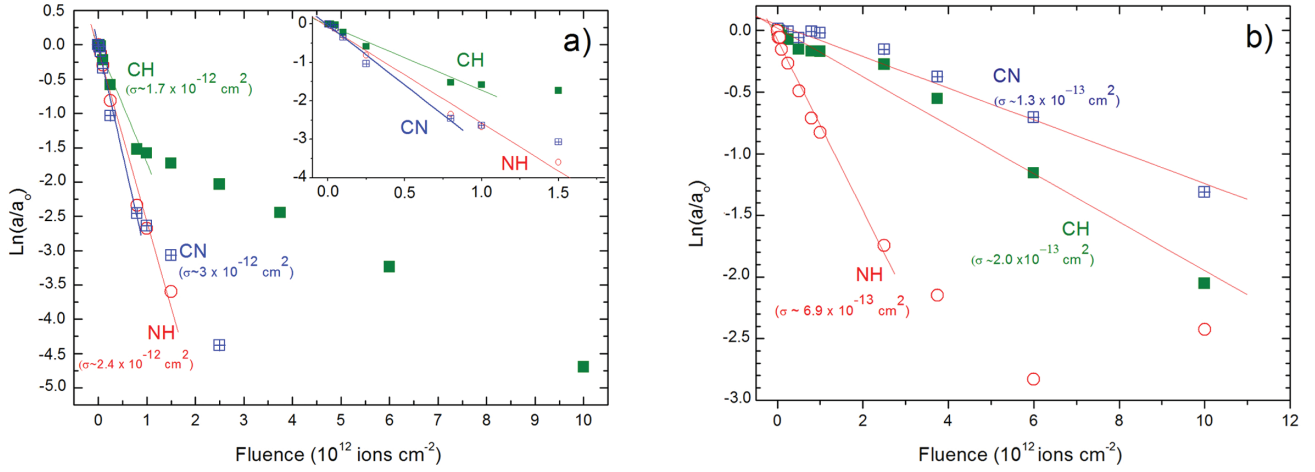 a)
0.5
0.0
-0.5
-1.0
-1.5
-2.0
-2.5
-3.0
-3.5
-4.0
-4.5
-5.0
Ln(a/a₀)
0 1 2 3 4 5 6 7 8 9 10
Fluence (10¹² ions cm⁻²)
CH
(σ~1.7 x 10⁻¹² cm²)
CN
(σ~3 x 10⁻¹² cm²)
NH
(σ~2.4 x 10⁻¹² cm²)
0
-1
-2
-3
-4
0.0 0.5 1.0 1.5
CH
CN
NH
b)
0.0
-0.5
-1.0
-1.5
-2.0
-2.5
-3.0
Ln(a/a₀)
0 2 4 6 8 10 12
Fluence (10¹² ions cm⁻²)
CN
(σ ~1.3 x 10⁻¹³ cm²)
CH
(σ ~2.0 x10⁻¹³ cm²)
NH
(σ ~ 6.9 x 10⁻¹³ cm²)